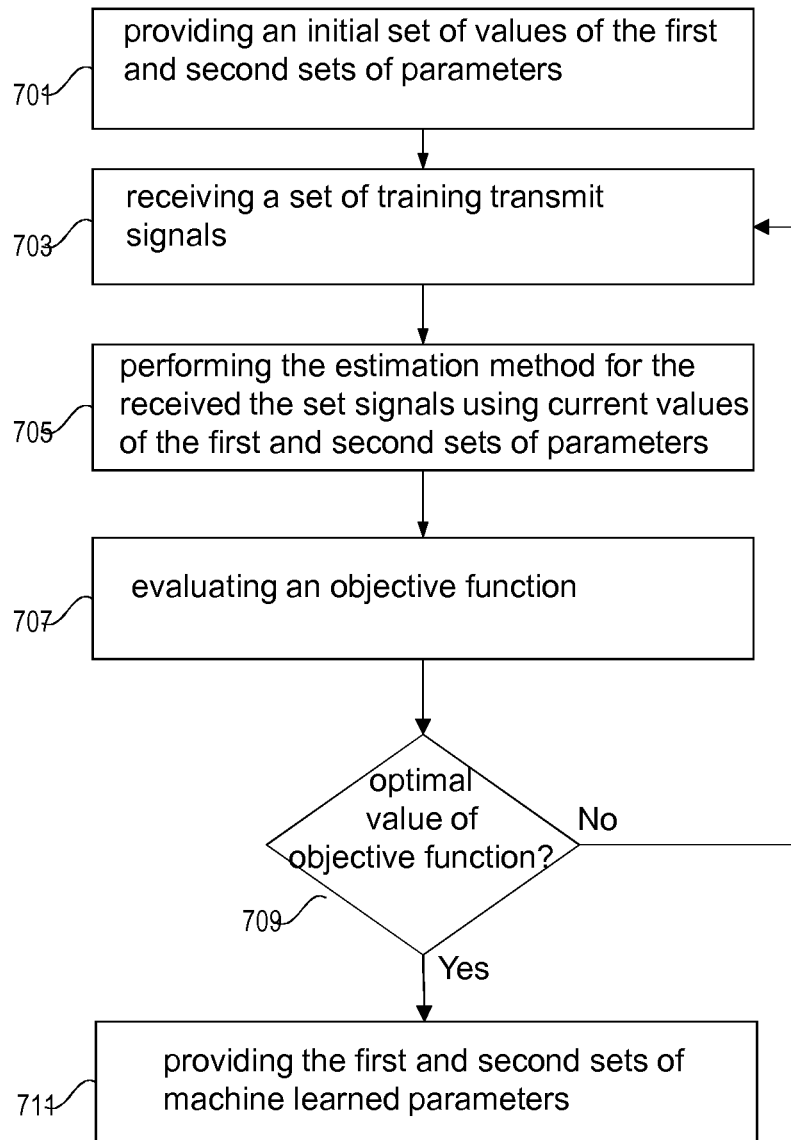 providing an initial set of values of the first
and second sets of parameters
701
receiving a set of training transmit
signals
703
performing the estimation method for the
received the set signals using current values
of the first and second sets of parameters
705
evaluating an objective function
707
optimal
value of
objective function?
No
709
Yes
providing the first and second sets of
machine learned parameters
711